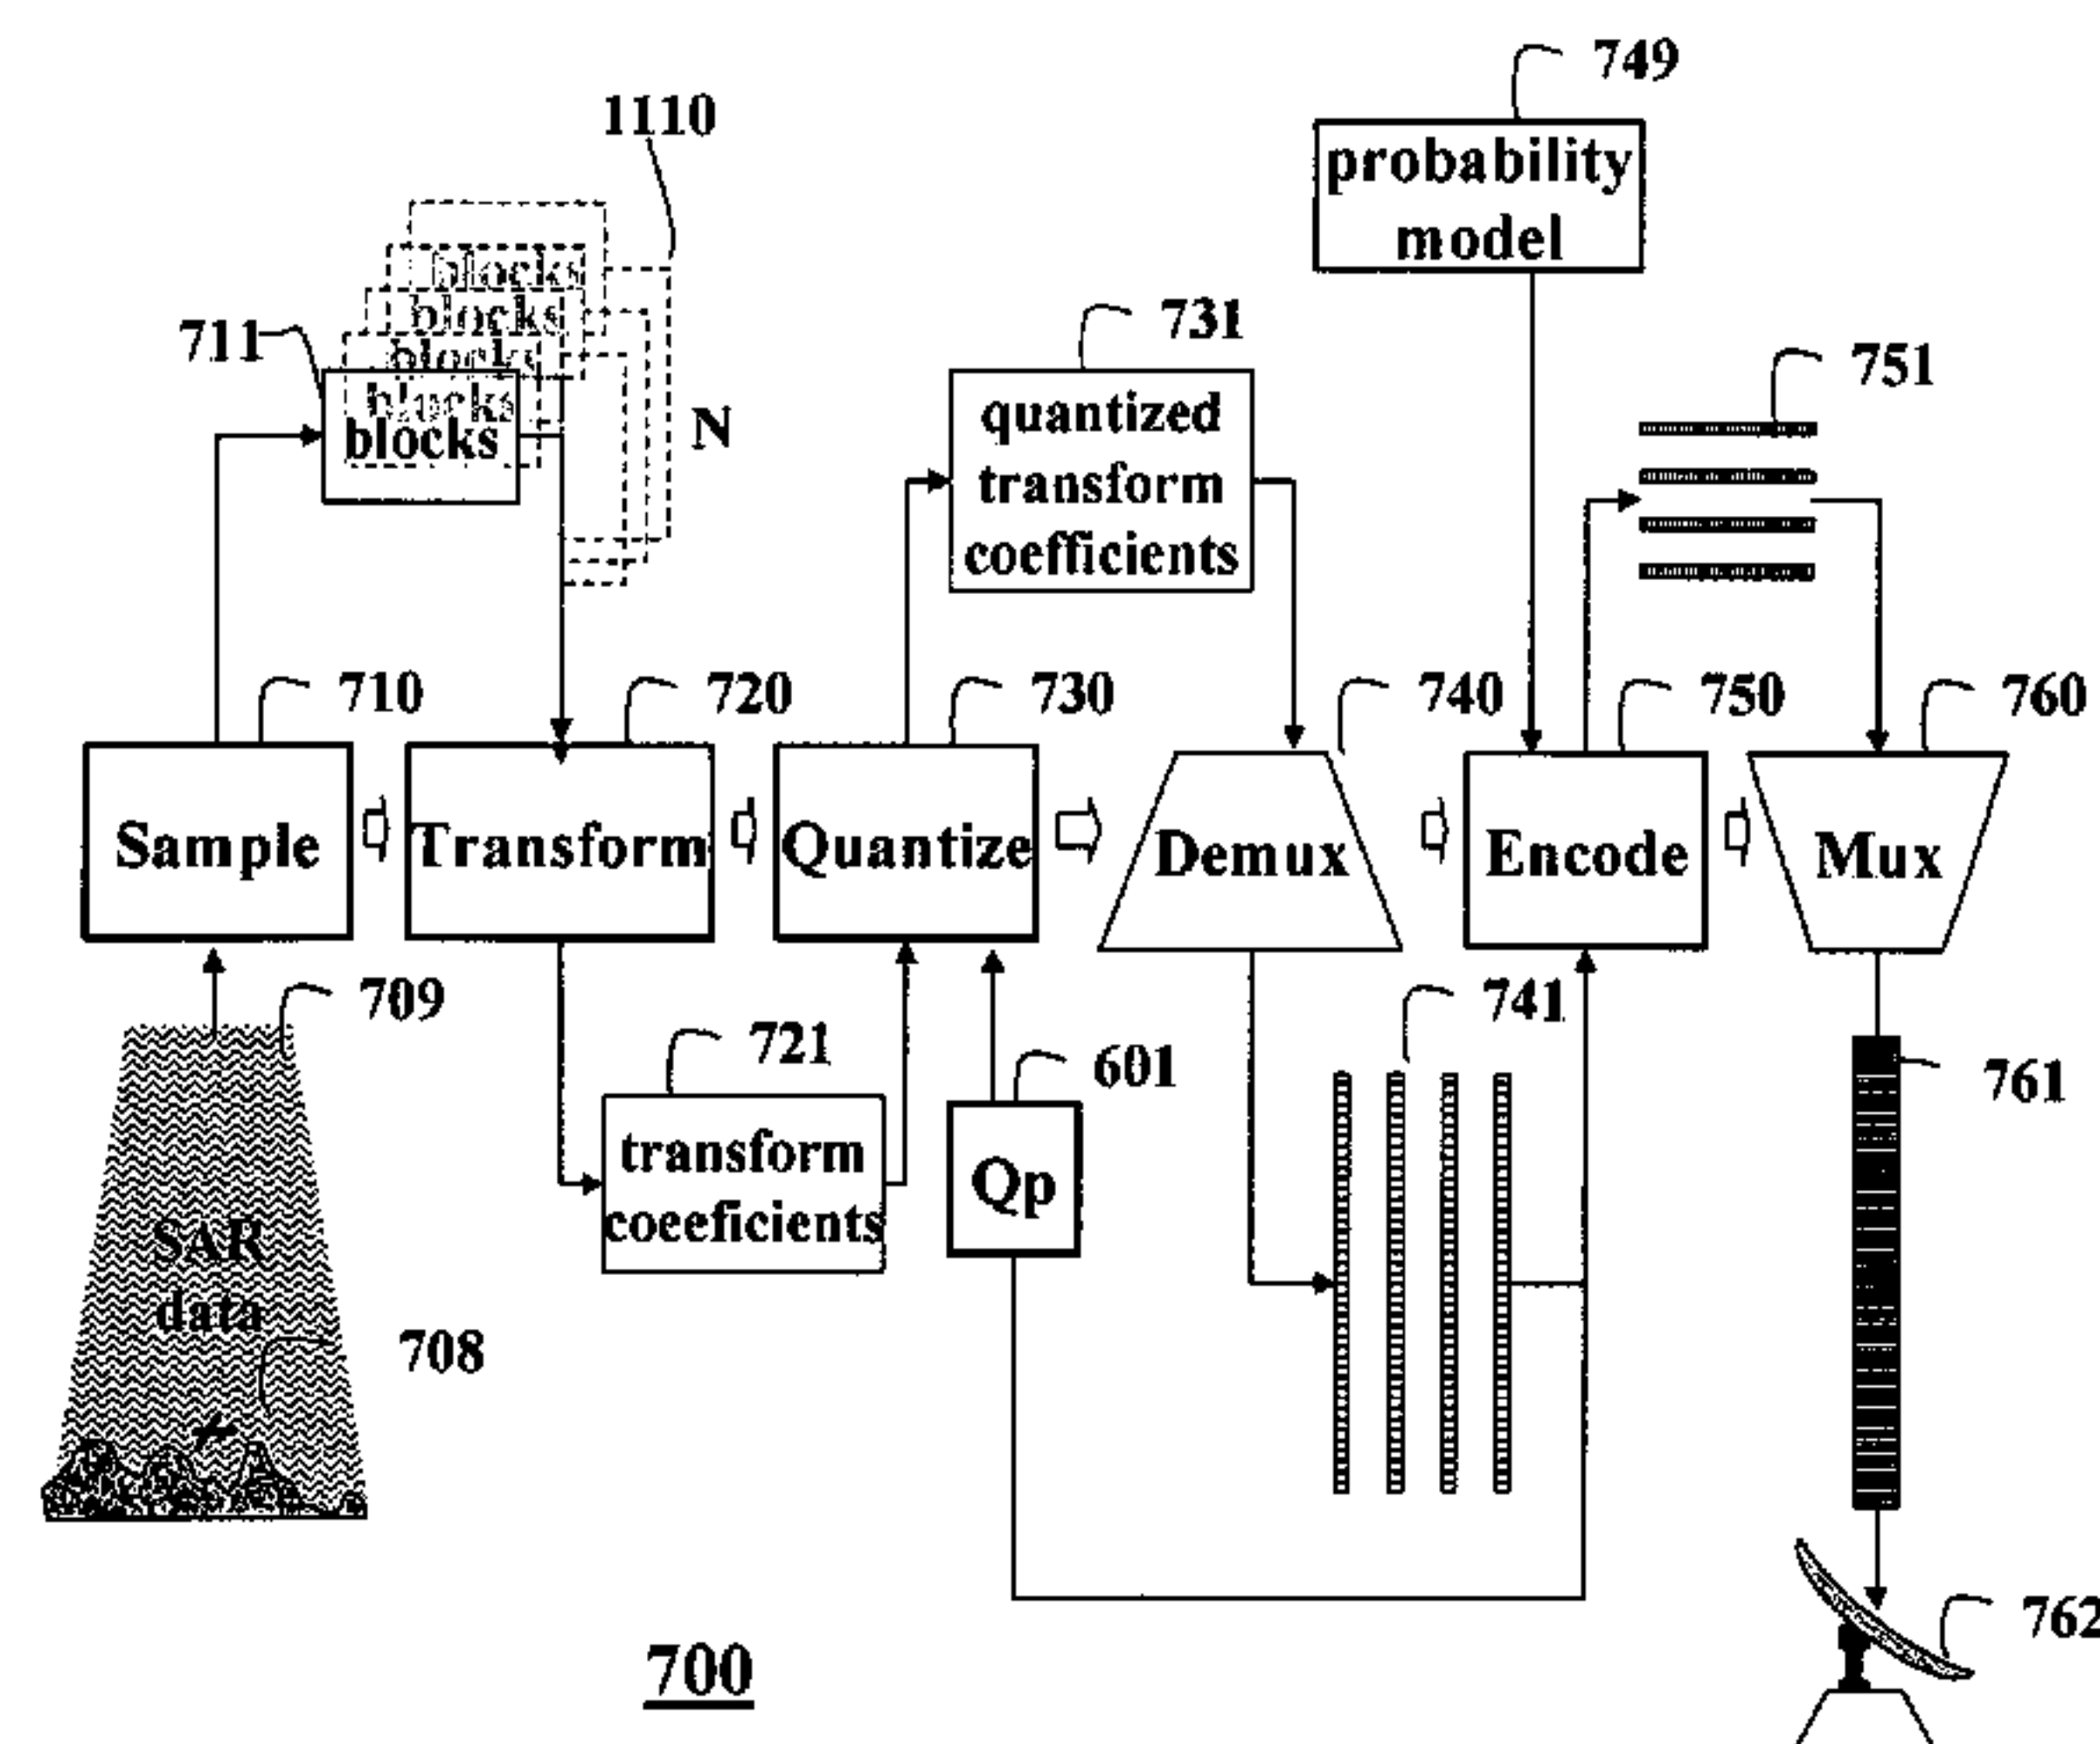 749
1110
probability
model
blocks
blocks
711
blocks
blocks
blocks
N
731
751
quantized
transform
coefficients
710
720
730
740
750
760
Sample
Transform
Quantize
Demux
Encode
Mux
709
721
601
741
761
transform
coeeficients
Qp
SAR
data
708
762
700